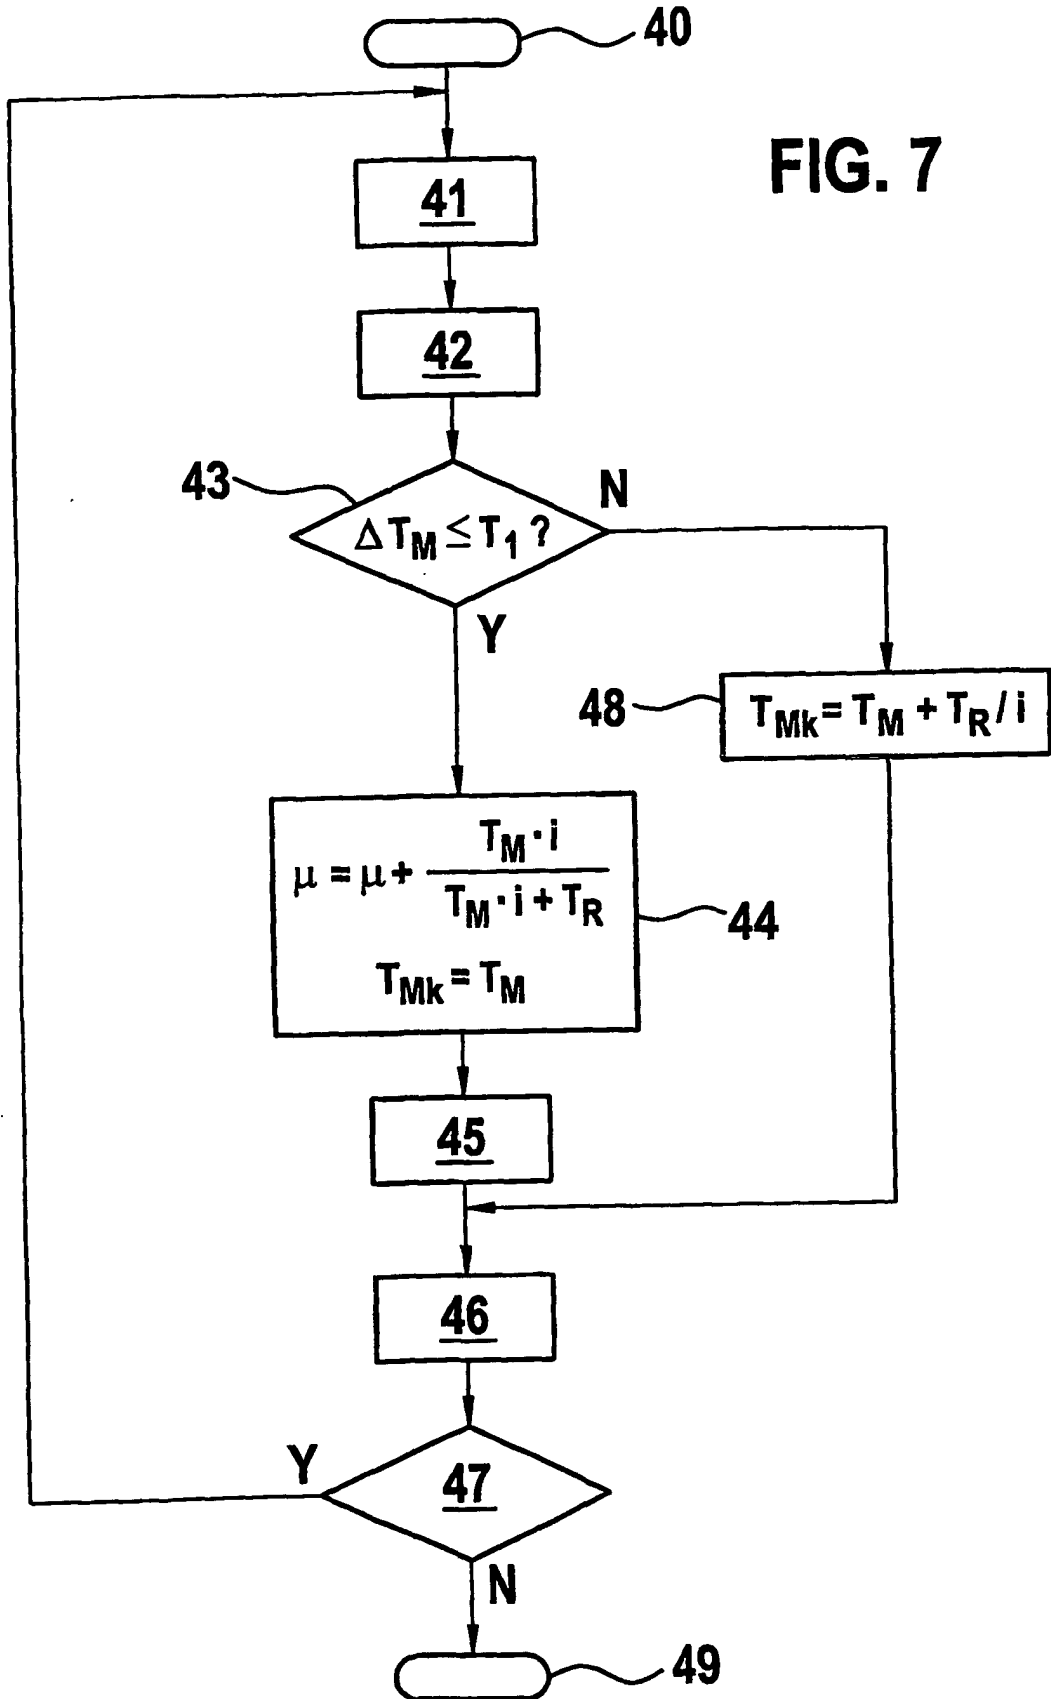 40
FIG. 7
41
42
43
N
Δ T_M ≤ T_1 ?
Y
48
T_Mk = T_M + T_R / i
μ = μ + (T_M · i) / (T_M · i + T_R)
44
T_Mk = T_M
45
46
Y
47
N
49